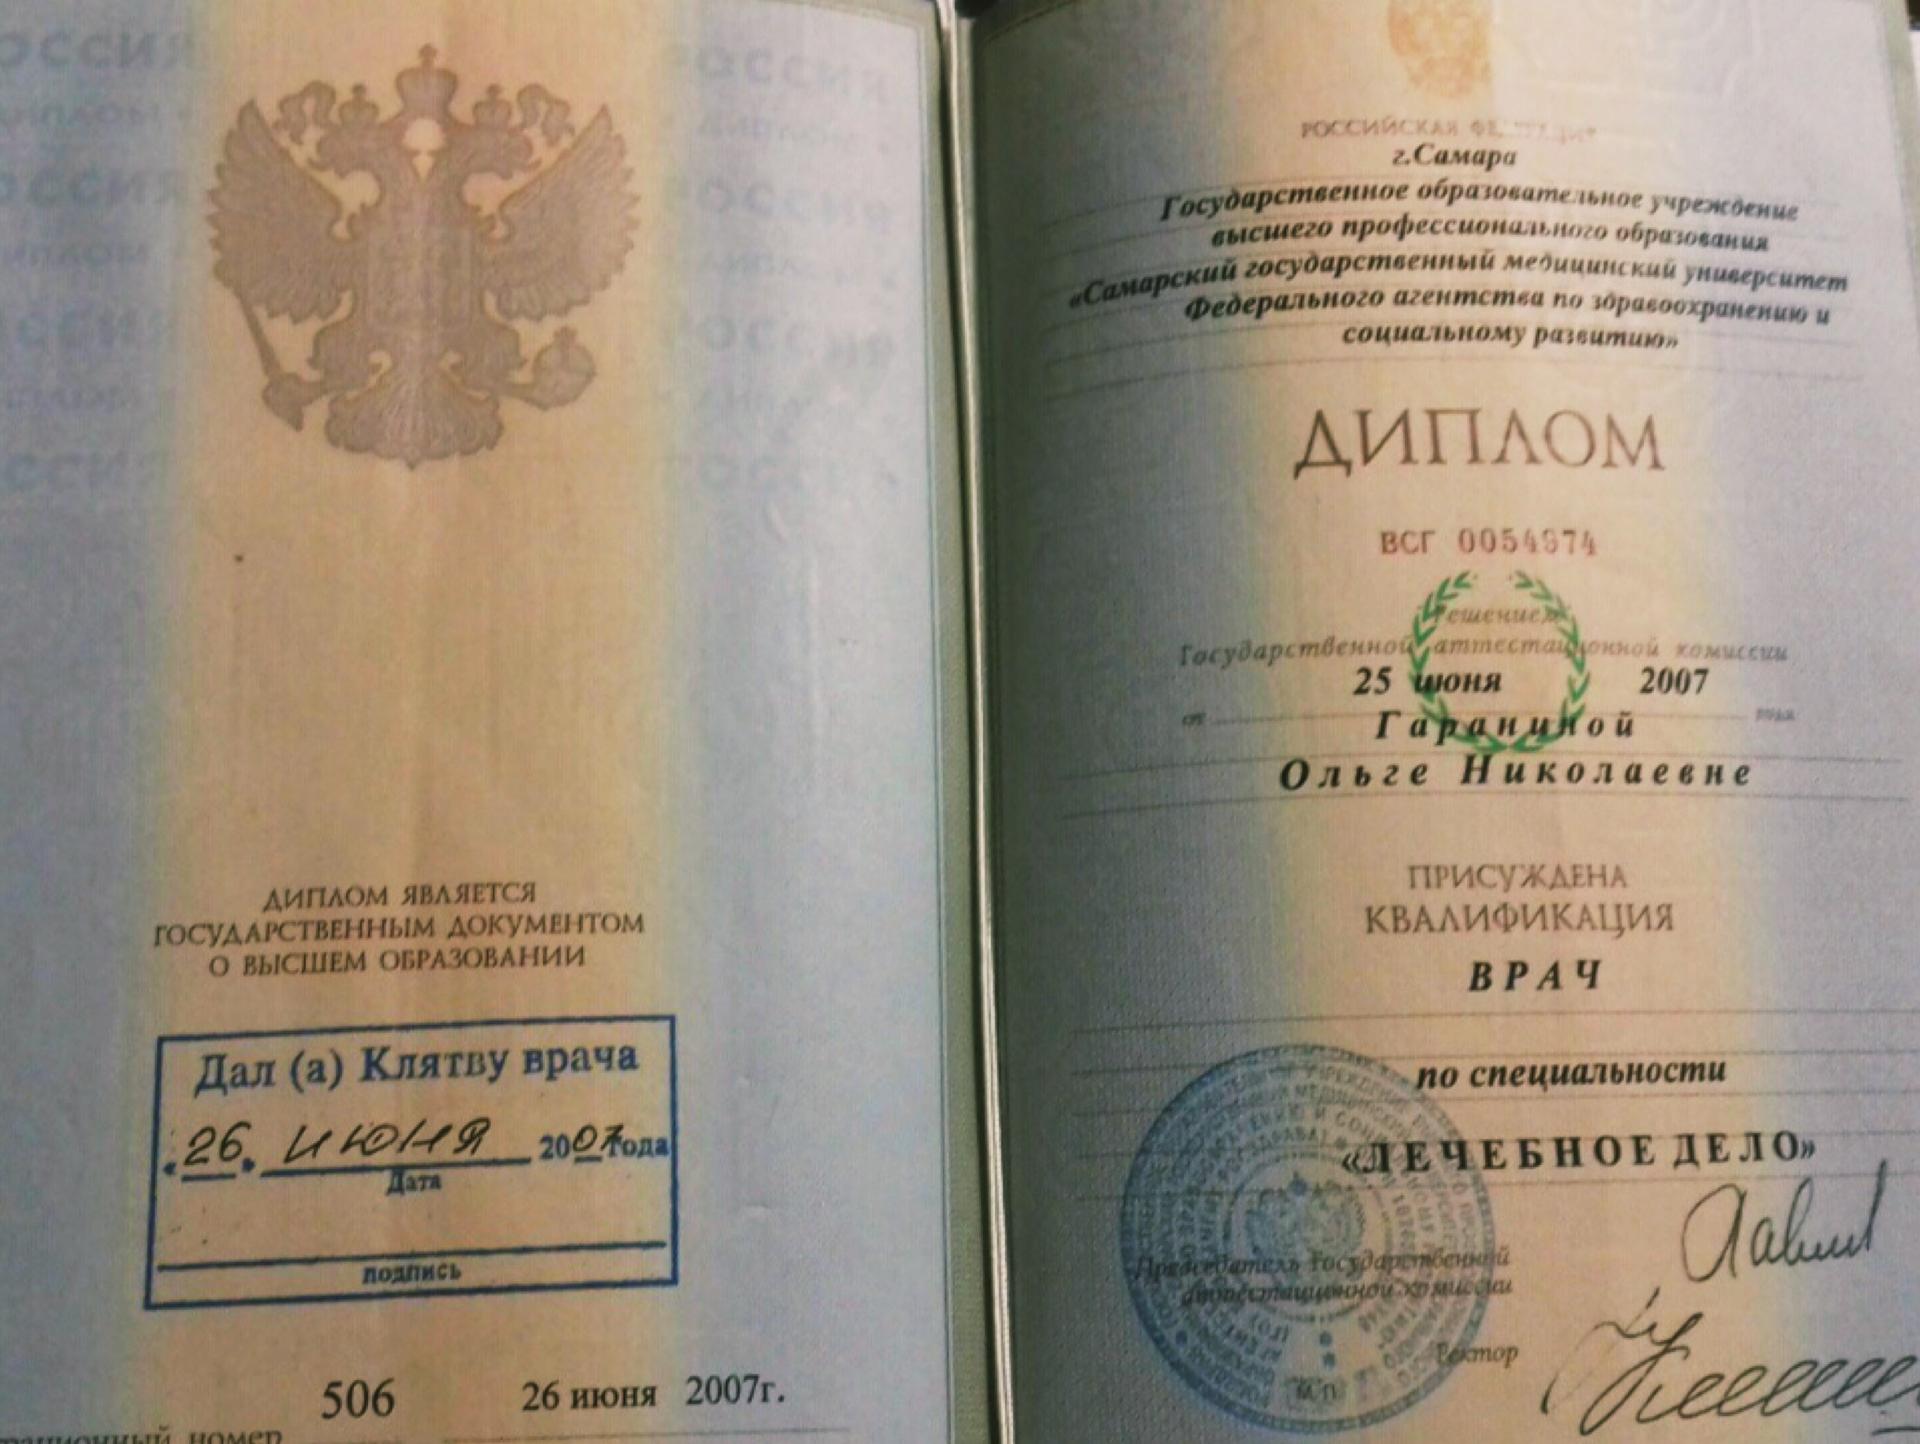 ДИПЛОМ ЯВЛЯЕТСЯ
ГОСУДАРСТВЕННЫМ ДОКУМЕНТОМ
О ВЫСШЕМ ОБРАЗОВАНИИ
Дал (а) Клятву врача
«26» июня 2007 года
Дата
подпись
506 26 июня 2007г.
номер
РОССИЙСКАЯ
г.Самара
Государственное образовательное учреждение
высшего профессионального образования
«Самарский государственный медицинский университет
Федерального агентства по здравоохранению и
социальному развитию»
ДИПЛОМ
ВСГ 0054974
Решением
Государственной аттестационной комиссии
25 июня 2007
от года
Гараниной
Ольге Николаевне
ПРИСУЖДЕНА
КВАЛИФИКАЦИЯ
ВРАЧ
по специальности
«ЛЕЧЕБНОЕ ДЕЛО»
Председатель Государственной
аттестационной комиссии
Ректор
М.П.